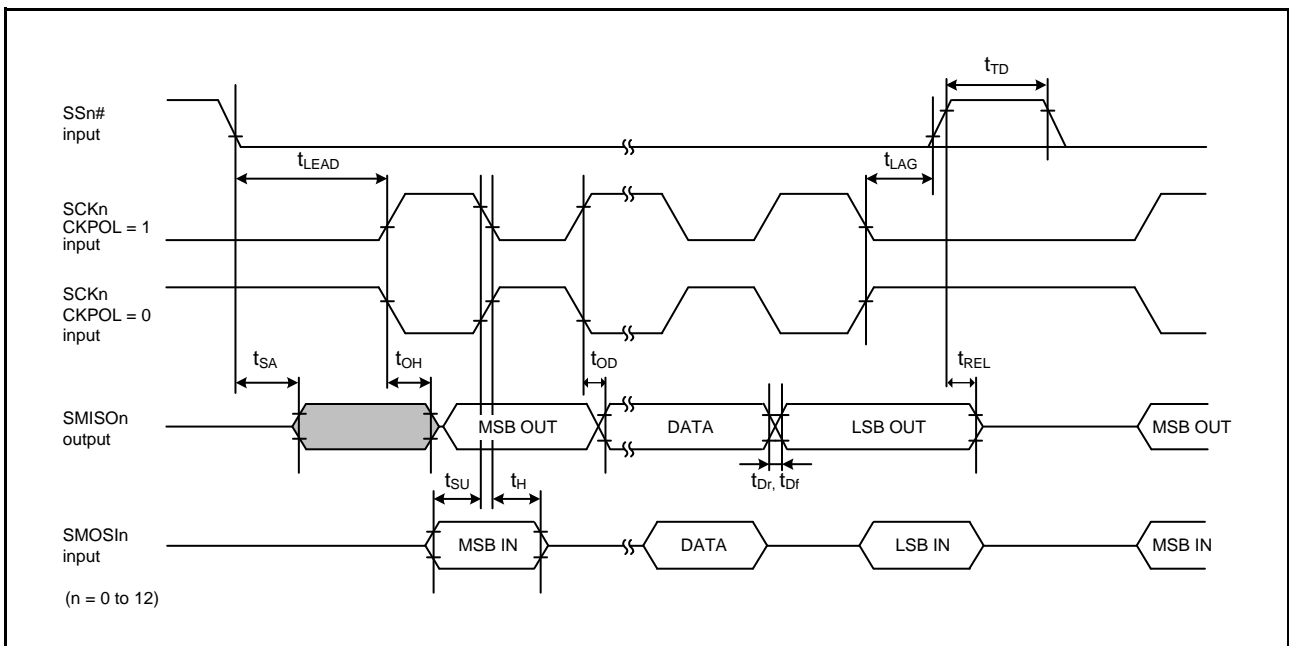 tTD
SSn#
input
tLEAD
tLAG
SCKn
CKPOL = 1
input
SCKn
CKPOL = 0
input
tSA
tOH
tOD
tREL
SMISOn
output
MSB OUT
DATA
LSB OUT
MSB OUT
tSU
tH
tDr, tDf
SMOSIn
input
MSB IN
DATA
LSB IN
MSB IN
(n = 0 to 12)